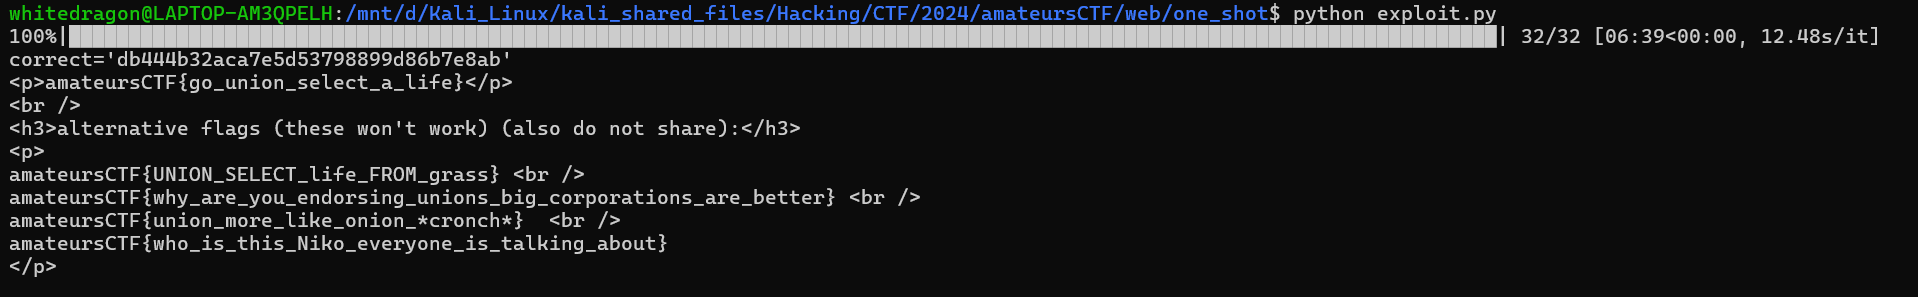 whitedragon@LAPTOP-AM3QPELH:/mnt/d/Kali_Linux/kali_shared_files/Hacking/CTF/2024/amateursCTF/web/one_shot$ python exploit.py
100%|████████████████████████████████████████| 32/32 [06:39<00:00, 12.48s/it]
correct='db444b32aca7e5d53798899d86b7e8ab'
<p>amateursCTF{go_union_select_a_life}</p>
<br />
<h3>alternative flags (these won't work) (also do not share):</h3>
<p>
amateursCTF{UNION_SELECT_life_FROM_grass} <br />
amateursCTF{why_are_you_endorsing_unions_big_corporations_are_better} <br />
amateursCTF{union_more_like_onion_*cronch*}  <br />
amateursCTF{who_is_this_Niko_everyone_is_talking_about}
</p>